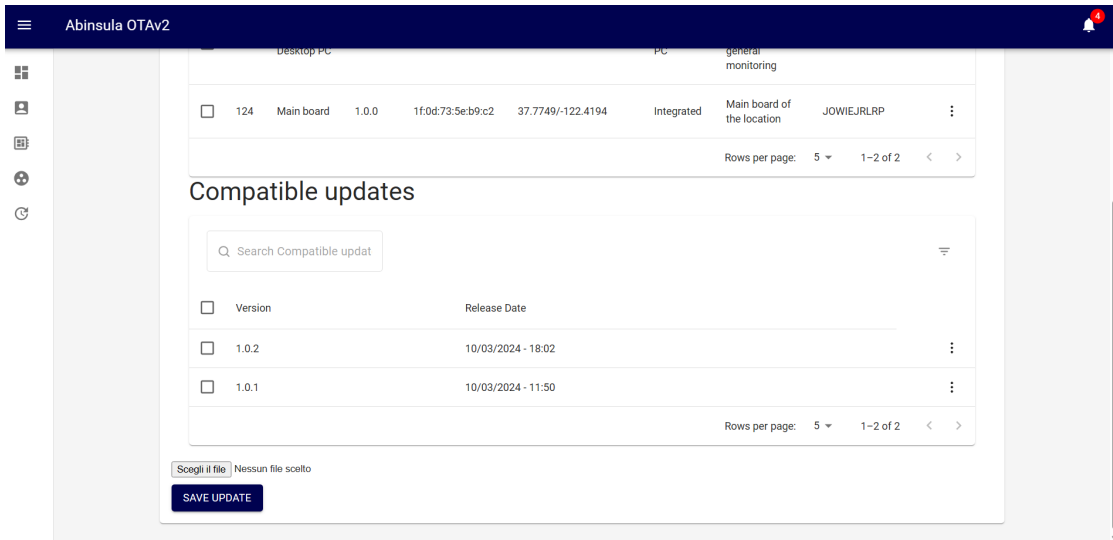 Abinsula OTAv2
4
Desktop PC
PC
general
monitoring
124 Main board 1.0.0 1f:0d:73:5e:b9:c2 37.7749/-122.4194 Integrated Main board of the location JOWIEJRLRP
Rows per page: 5 1–2 of 2
Compatible updates
Search Compatible updat
Version Release Date
1.0.2 10/03/2024 - 18:02
1.0.1 10/03/2024 - 11:50
Rows per page: 5 1–2 of 2
Scegli il file Nessun file scelto
SAVE UPDATE